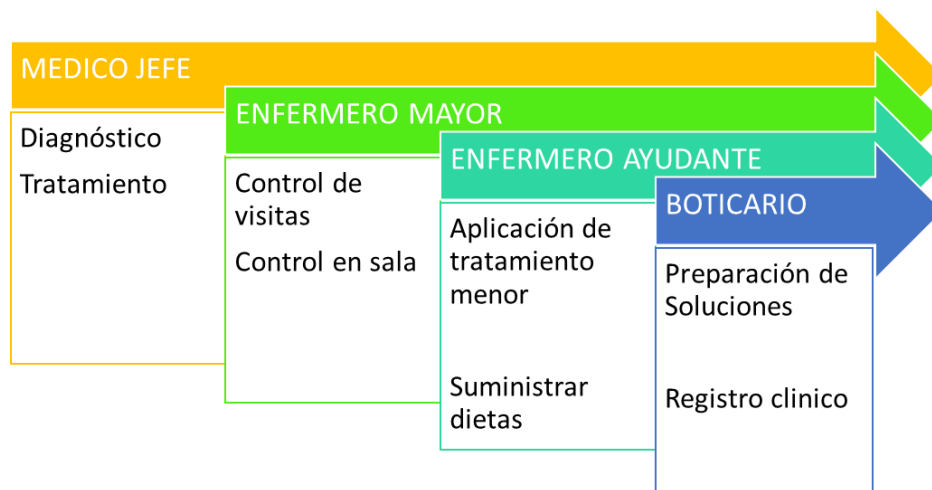 MEDICO JEFE
Diagnóstico
Tratamiento
ENFERMERO MAYOR
Control de
visitas
Control en sala
ENFERMERO AYUDANTE
Aplicación de
tratamiento
menor
Suministrar
dietas
BOTICARIO
Preparación de
Soluciones
Registro clinico